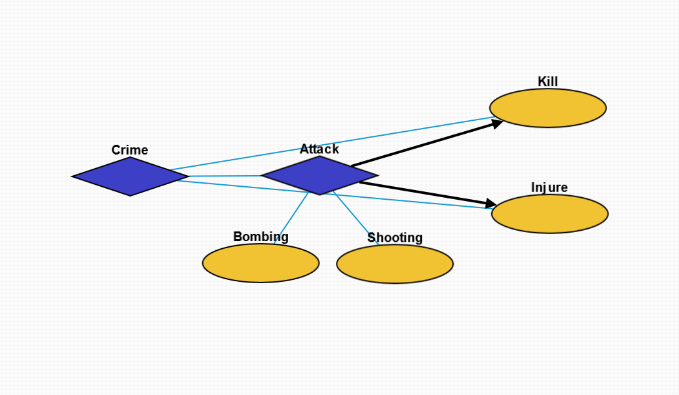 Kill
Crime
Attack
Injure
Bombing
Shooting